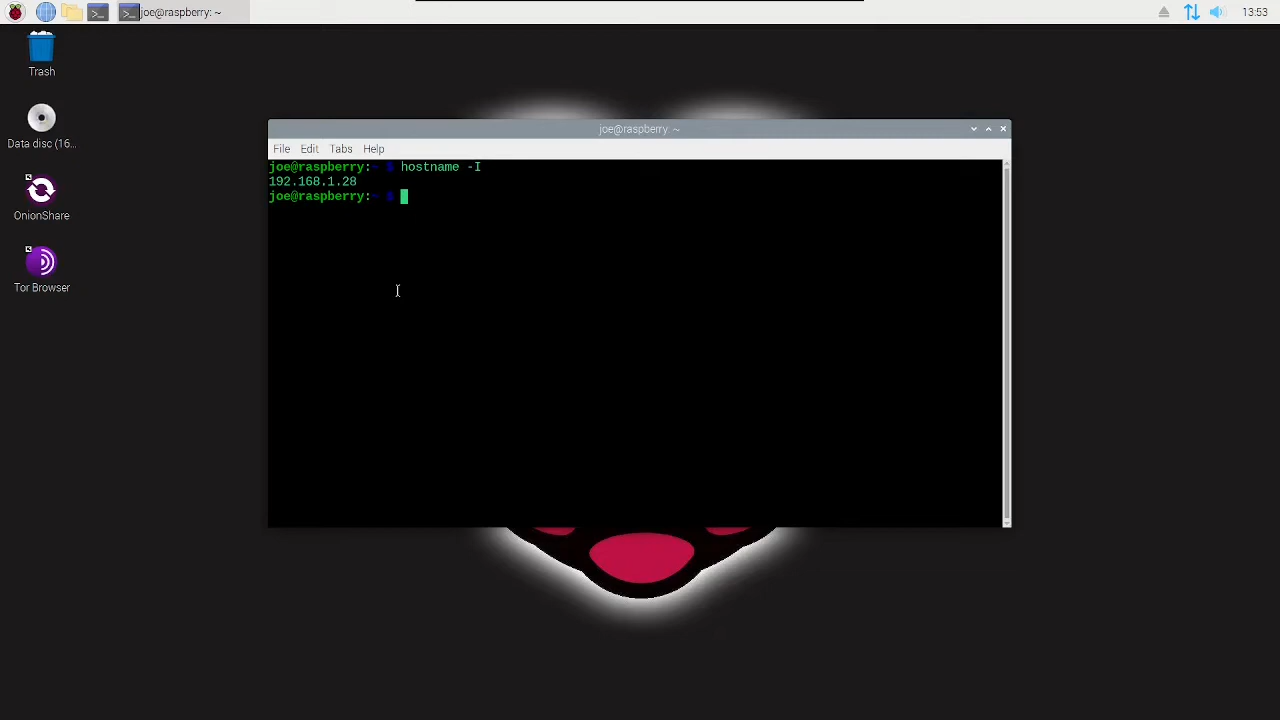 joe@raspberry: ~
13:53
Trash
Data disc (16...
OnionShare
Tor Browser
joe@raspberry: ~
File Edit Tabs Help
joe@raspberry:~ $ hostname -I
192.168.1.28
joe@raspberry:~ $